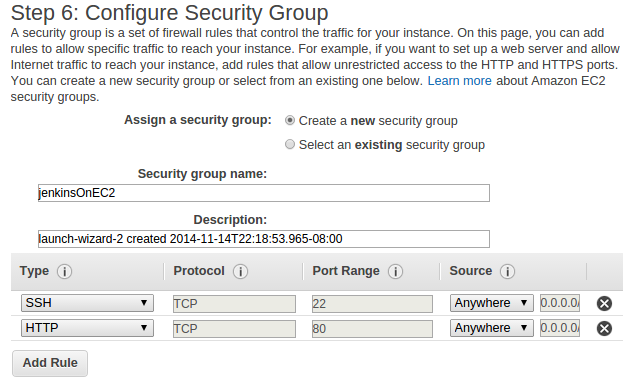 Step 6: Configure Security Group
A security group is a set of firewall rules that control the traffic for your instance. On this page, you can add
rules to allow specific traffic to reach your instance. For example, if you want to set up a web server and allow
Internet traffic to reach your instance, add rules that allow unrestricted access to the HTTP and HTTPS ports.
You can create a new security group or select from an existing one below. Learn more about Amazon EC2
security groups.
Assign a security group: Create a new security group
Select an existing security group
Security group name:
jenkinsOnEC2
Description:
launch-wizard-2 created 2014-11-14T22:18:53.965-08:00
Type i Protocol i Port Range i Source i
SSH TCP 22 Anywhere 0.0.0.0/
HTTP TCP 80 Anywhere 0.0.0.0/
Add Rule